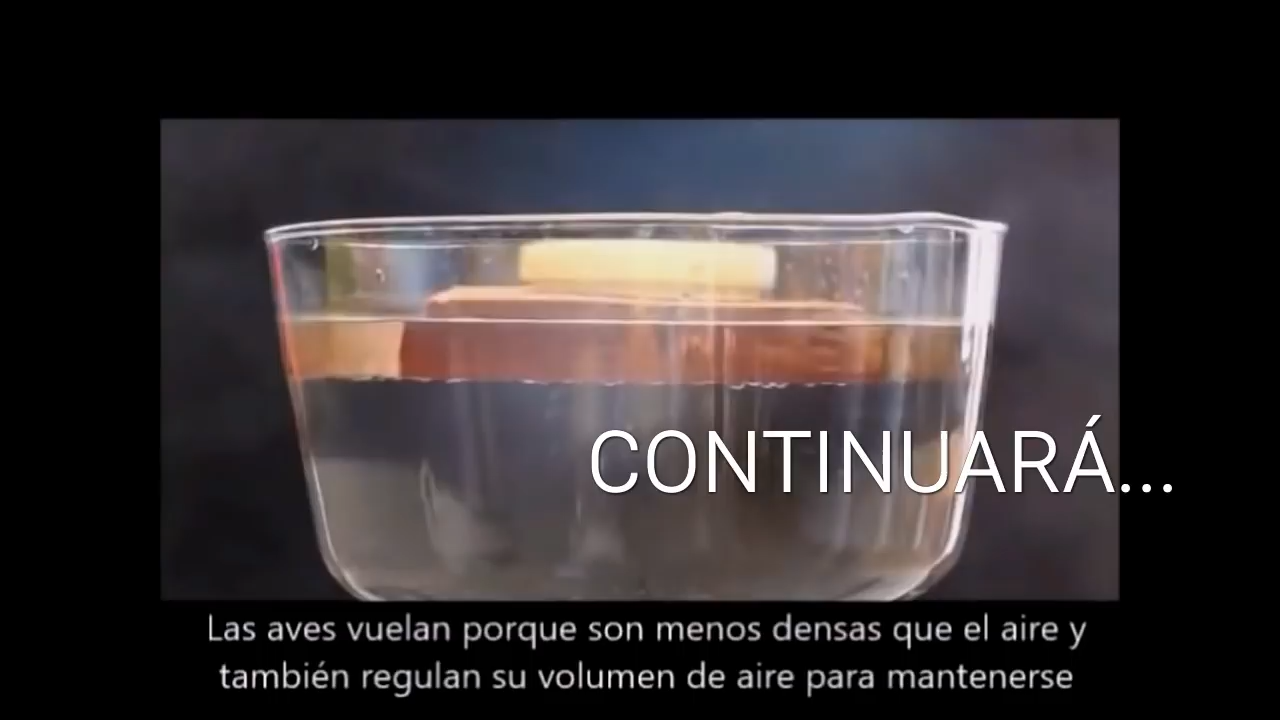 CONTINUARÁ...
Las aves vuelan porque son menos densas que el aire y
también regulan su volumen de aire para mantenerse